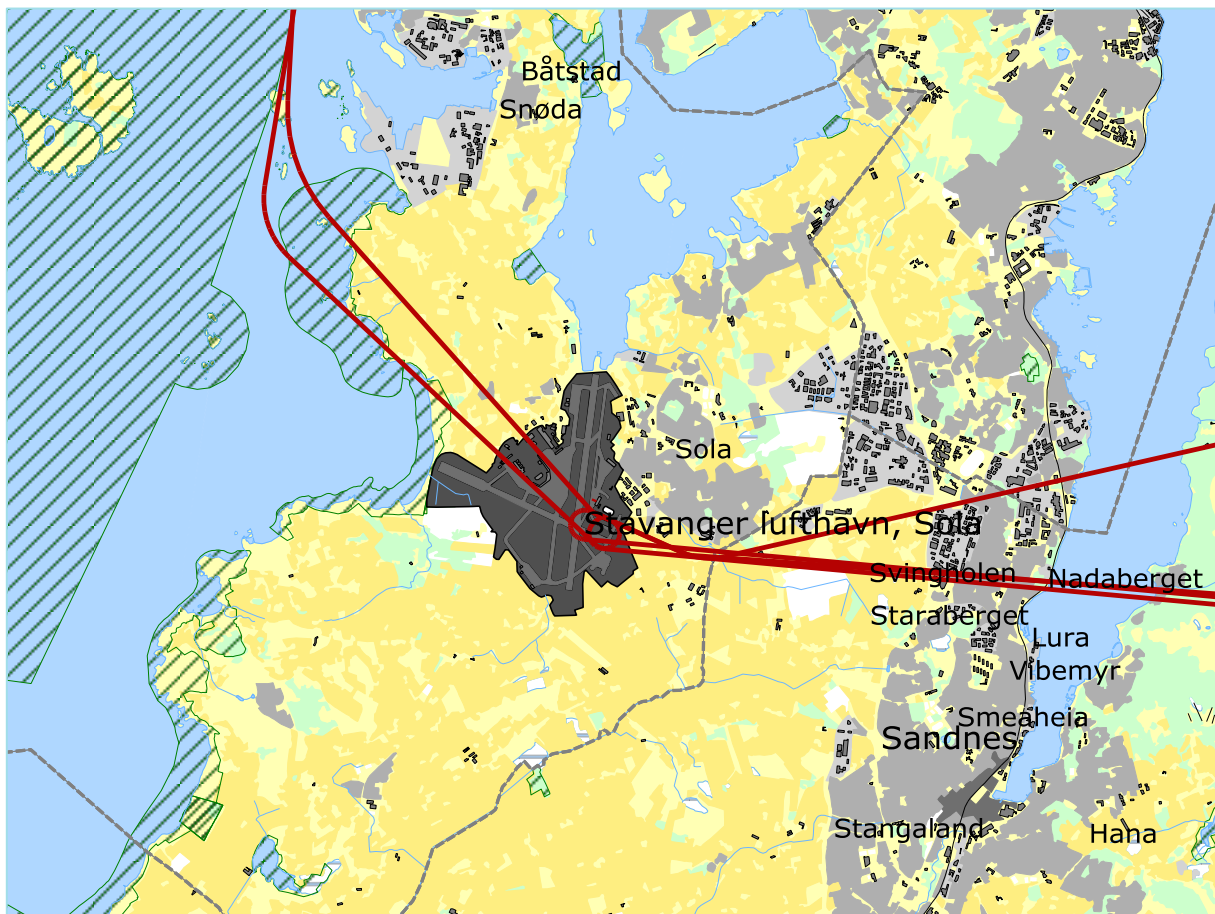 Båtstad
Snøda
Sola
Stavanger lufthavn, Sola
Svingholen
Nadaberget
Staraberget
Lura
Vibemyr
Smeaheia
Sandnes
Stangaland
Hana